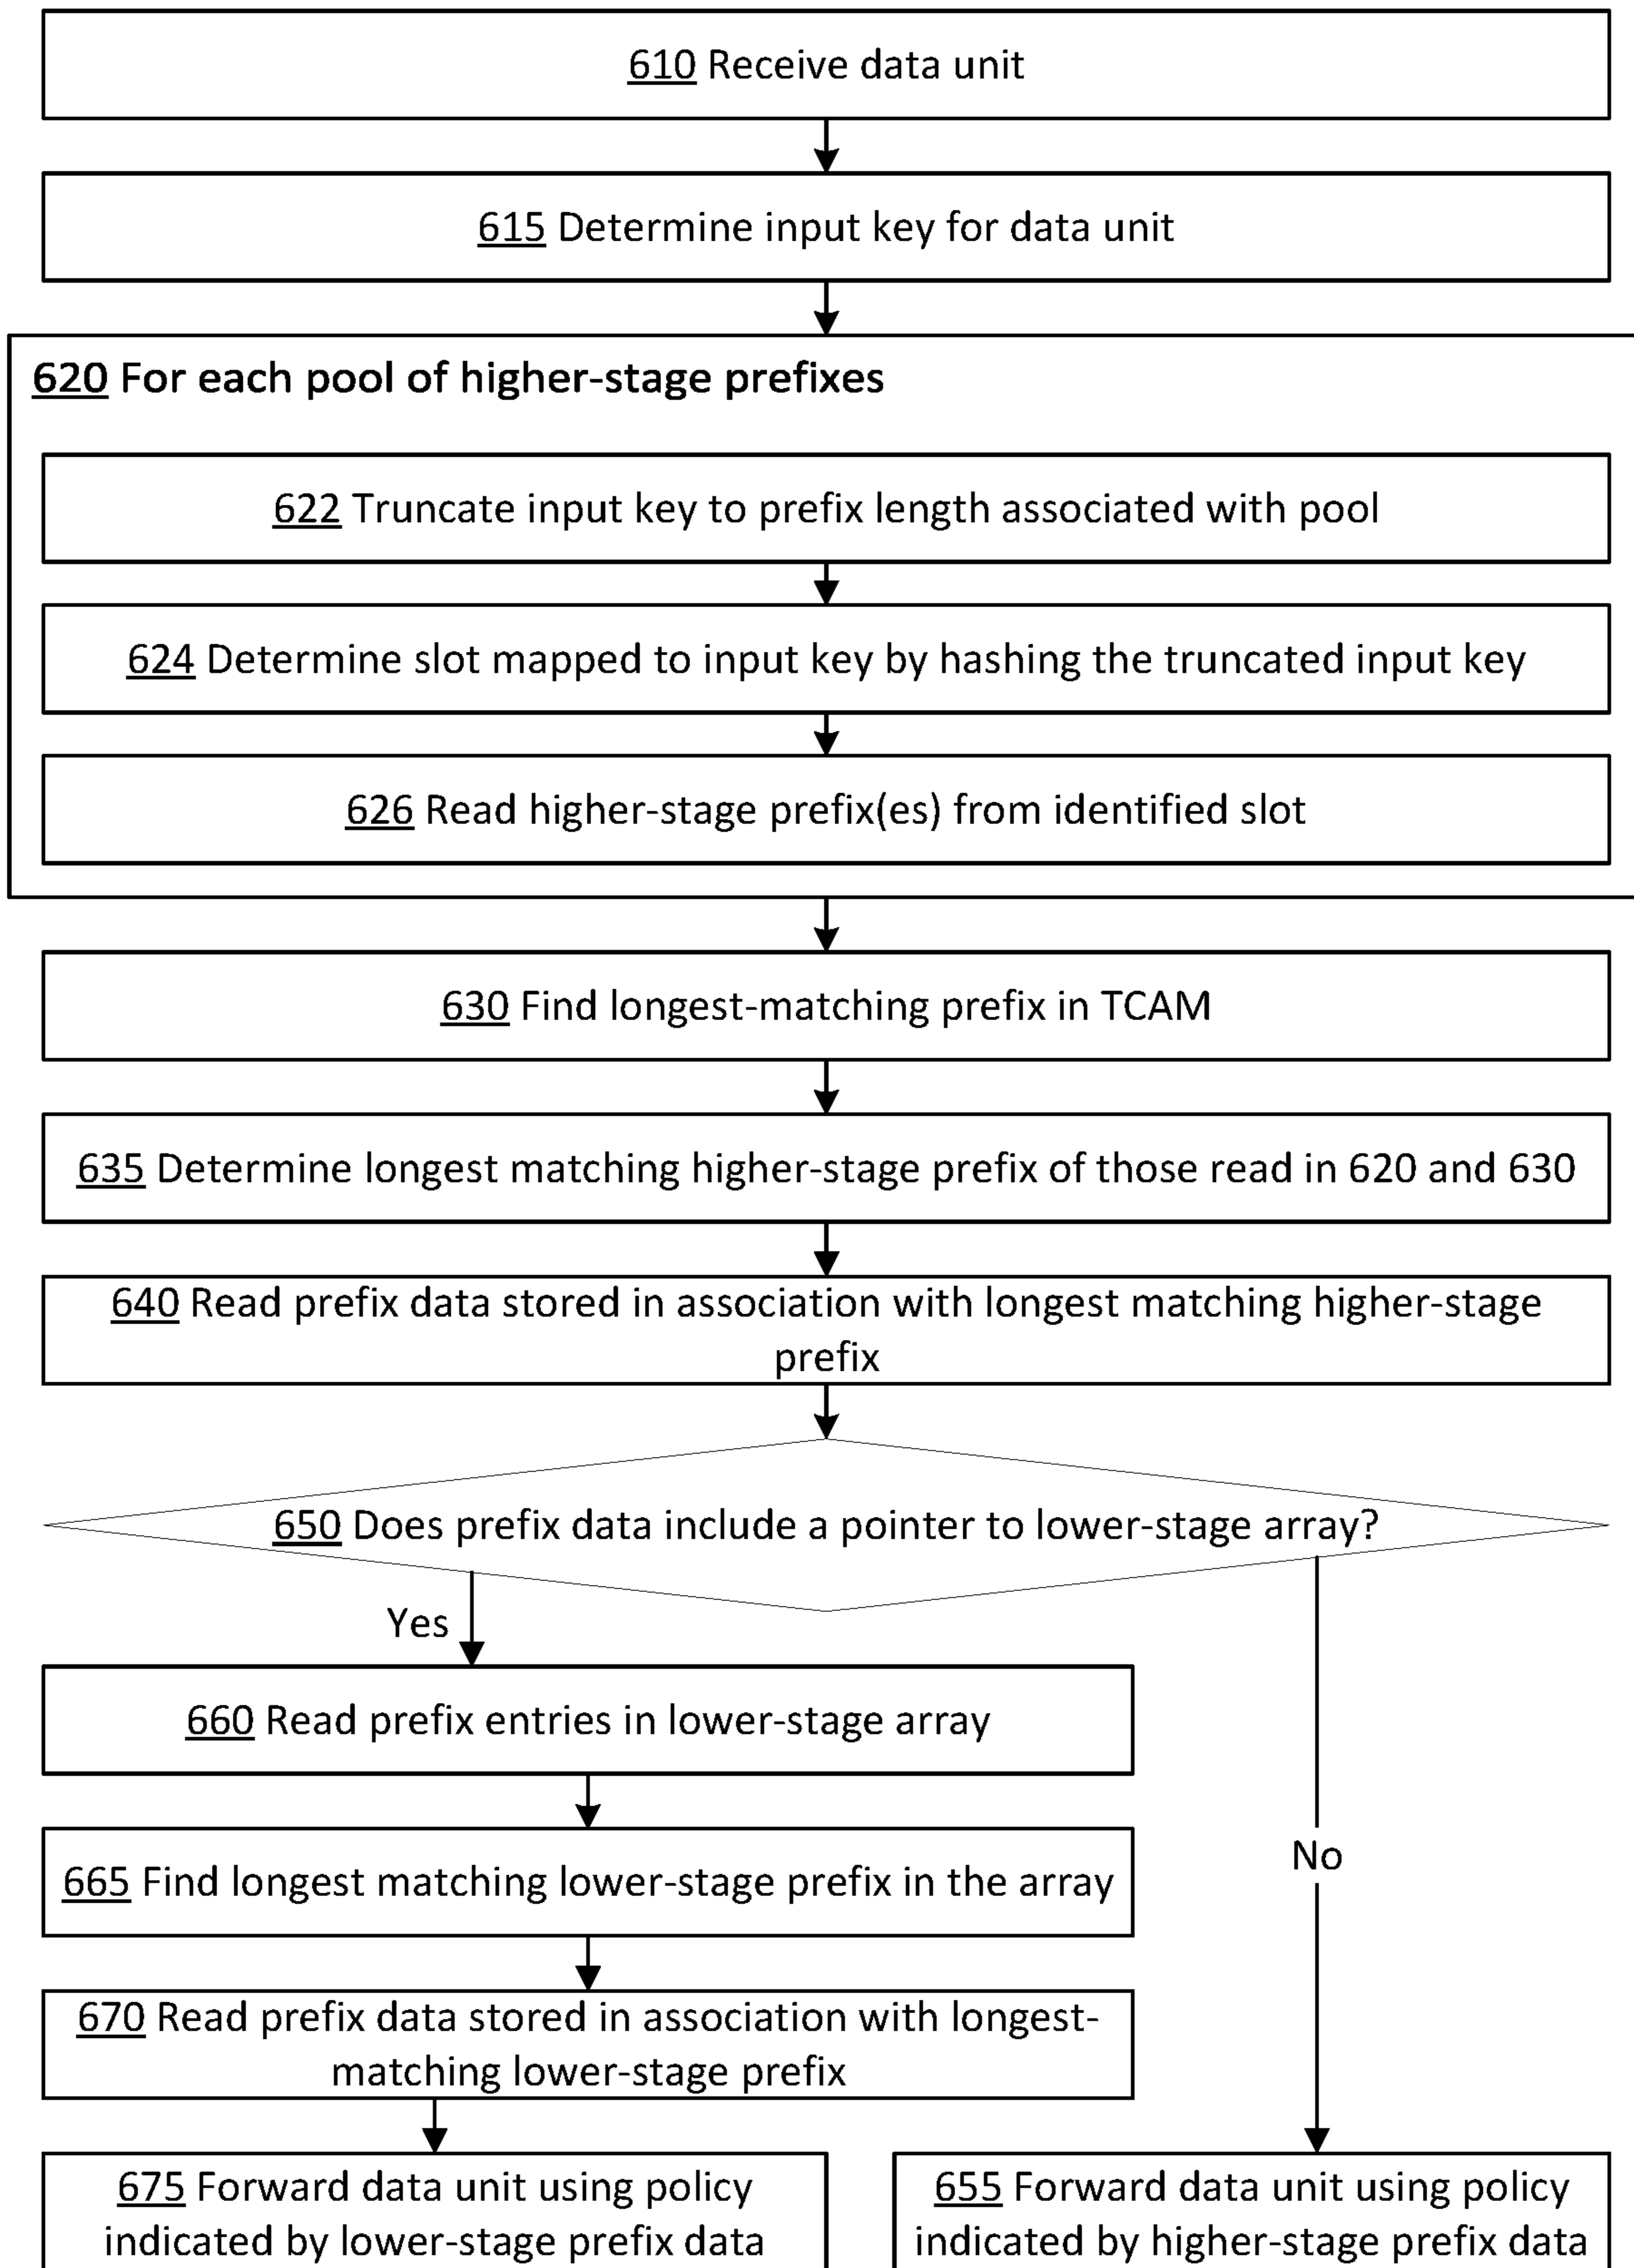 610 Receive data unit
615 Determine input key for data unit
620 For each pool of higher-stage prefixes
622 Truncate input key to prefix length associated with pool
624 Determine slot mapped to input key by hashing the truncated input key
626 Read higher-stage prefix(es) from identified slot
630 Find longest-matching prefix in TCAM
635 Determine longest matching higher-stage prefix of those read in 620 and 630
640 Read prefix data stored in association with longest matching higher-stage
prefix
650 Does prefix data include a pointer to lower-stage array?
Yes
660 Read prefix entries in lower-stage array
No
665 Find longest matching lower-stage prefix in the array
670 Read prefix data stored in association with longest-
matching lower-stage prefix
675 Forward data unit using policy
indicated by lower-stage prefix data
655 Forward data unit using policy
indicated by higher-stage prefix data